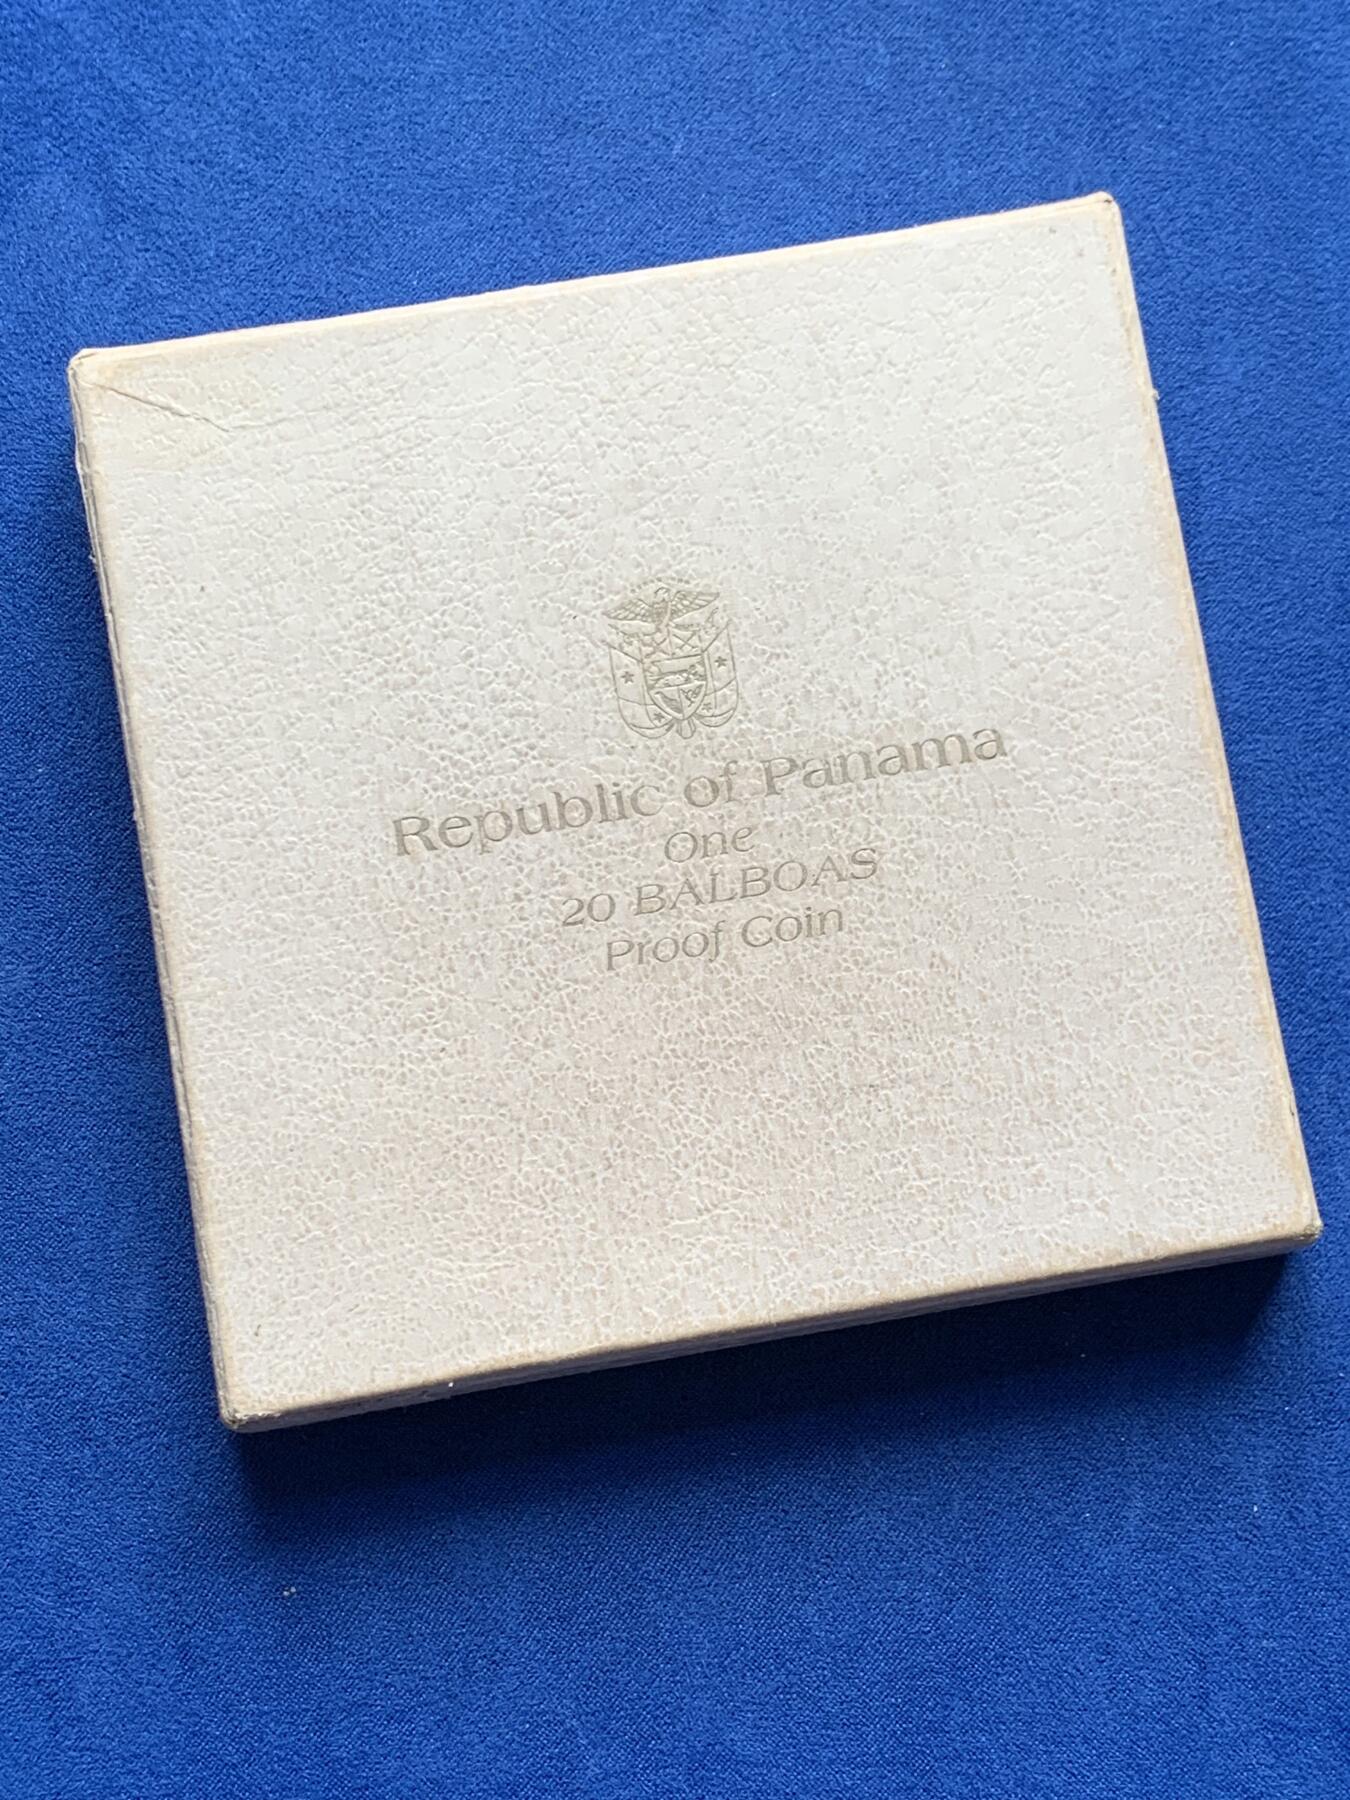 Republic of Panama
One
20 BALBOAS
Proof Coin